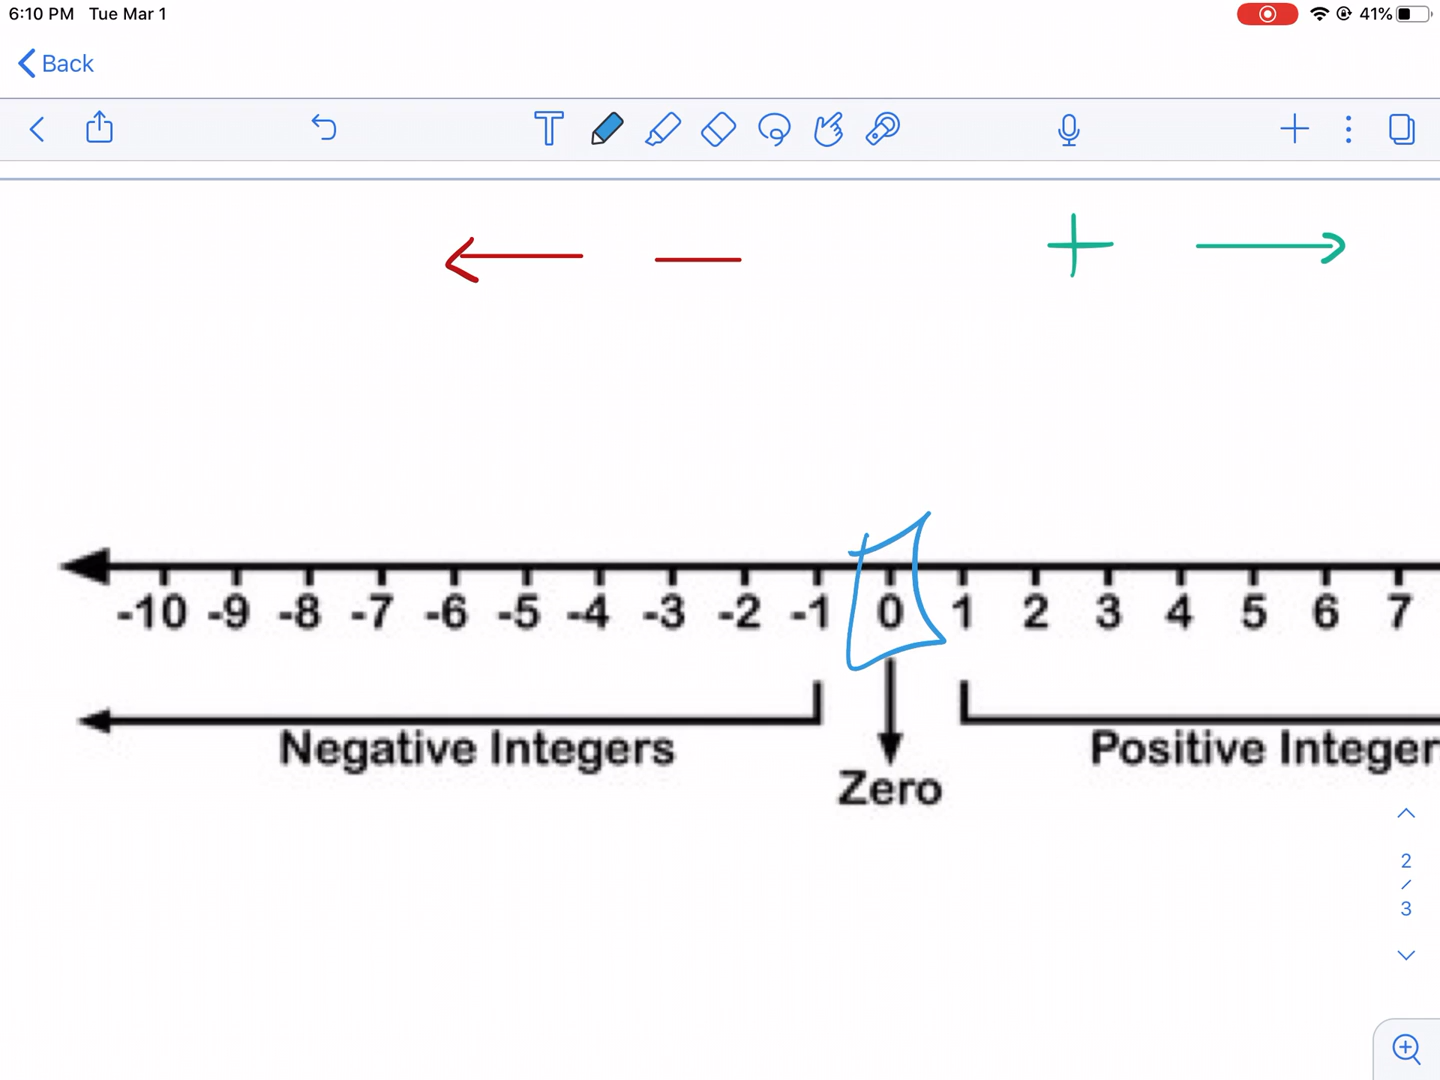 6:10 PM Tue Mar 1 41%
Back
T
— +
-10 -9 -8 -7 -6 -5 -4 -3 -2 -1 0 1 2 3 4 5 6 7
Negative Integers Positive Integer
Zero
2
/
3